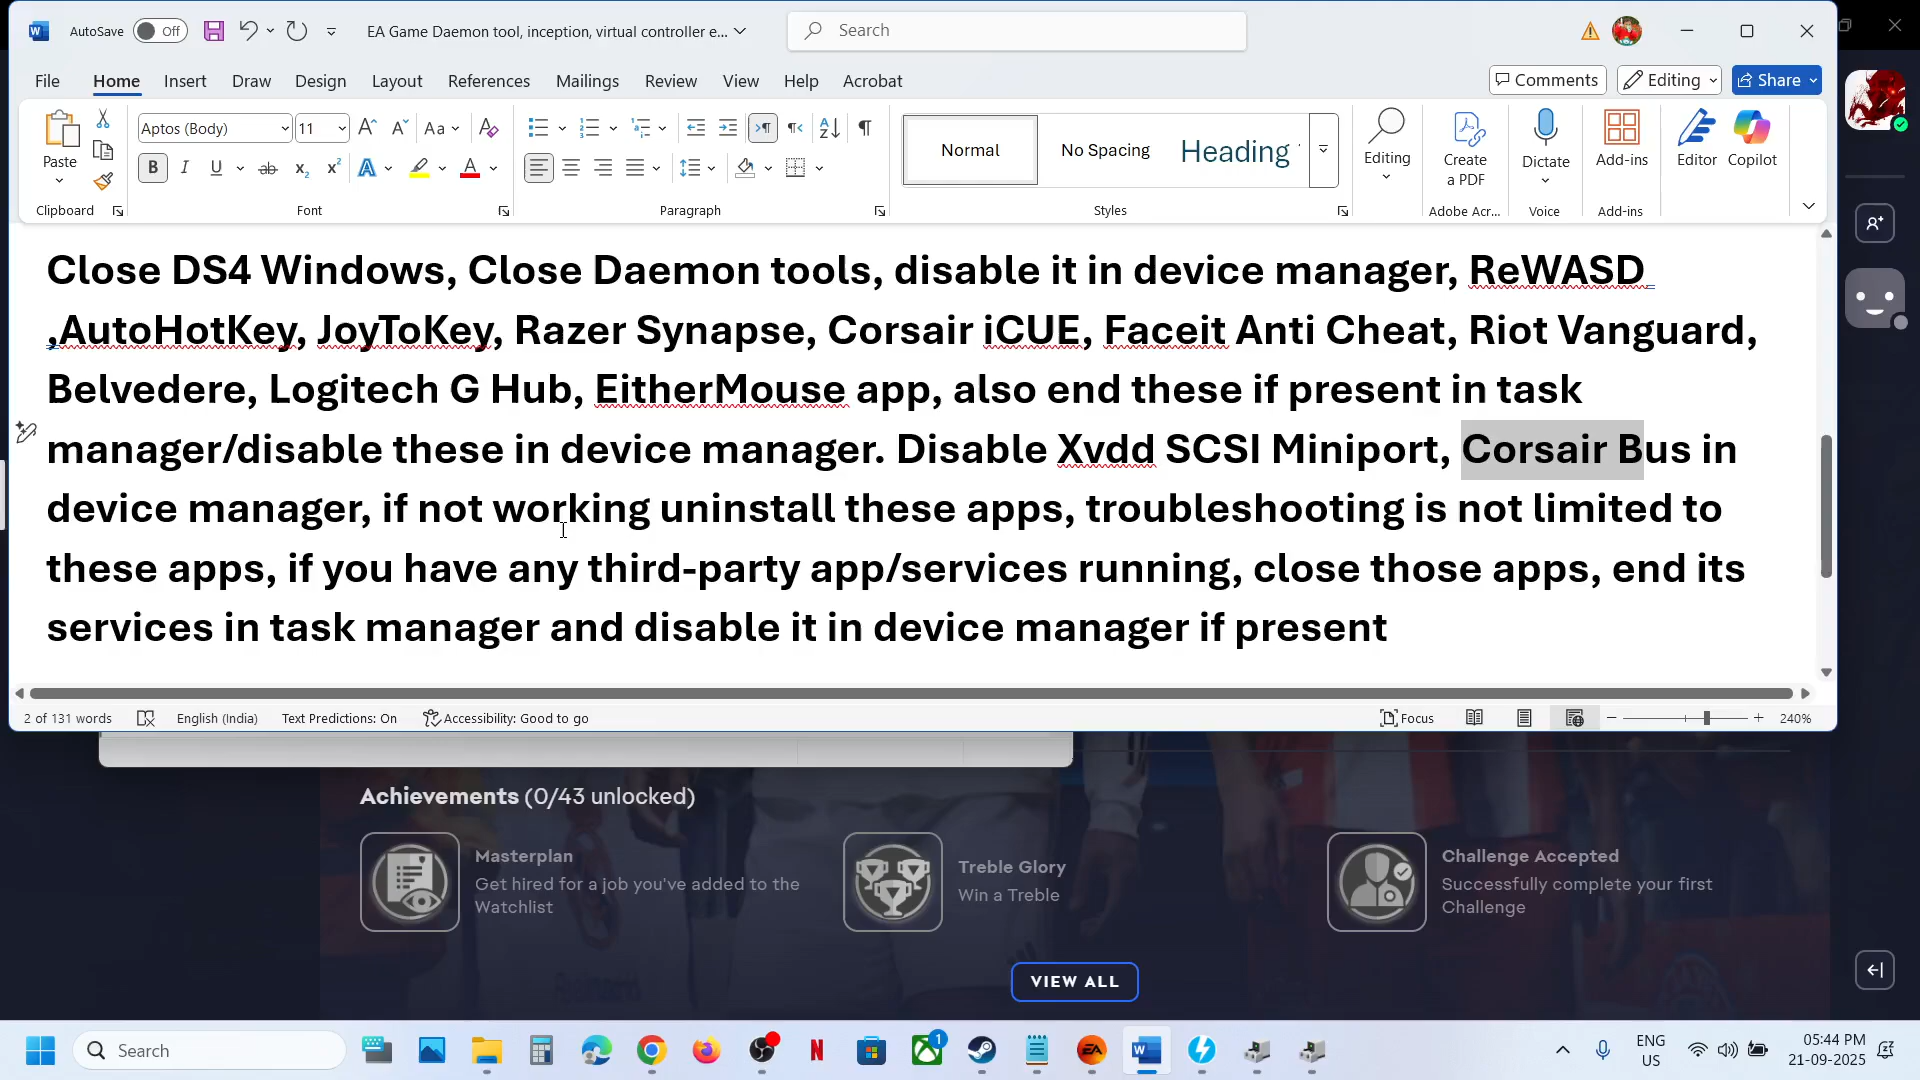 AutoSave Off EA Game Daemon tool, inception, virtual controller e... Search
File Home Insert Draw Design Page Layout References Mailings Review View Help Acrobat Comments Editing Share
Paste Aptos (Body) 11 Aa Normal No Spacing Heading Editing Create a PDF Dictate Add-ins Editor Copilot
Clipboard Font Paragraph Styles Adobe Acr... Voice Add-ins
Close DS4 Windows, Close Daemon tools, disable it in device manager, ReWASD
,AutoHotKey, JoyToKey, Razer Synapse, Corsair iCUE, Faceit Anti Cheat, Riot Vanguard,
Belvedere, Logitech G Hub, EitherMouse app, also end these if present in task
manager/disable these in device manager. Disable Xvdd SCSI Miniport, Corsair Bus in
device manager, if not working uninstall these apps, troubleshooting is not limited to
these apps, if you have any third-party app/services running, close those apps, end its
services in task manager and disable it in device manager if present
2 of 131 words English (India) Text Predictions: On Accessibility: Good to go Focus 240%
Achievements (0/43 unlocked)
Masterplan
Get hired for a job you've added to the
Watchlist
Treble Glory
Win a Treble
Challenge Accepted
Successfully complete your first
Challenge
VIEW ALL
Search
ENG
US
05:44 PM
21-09-2025